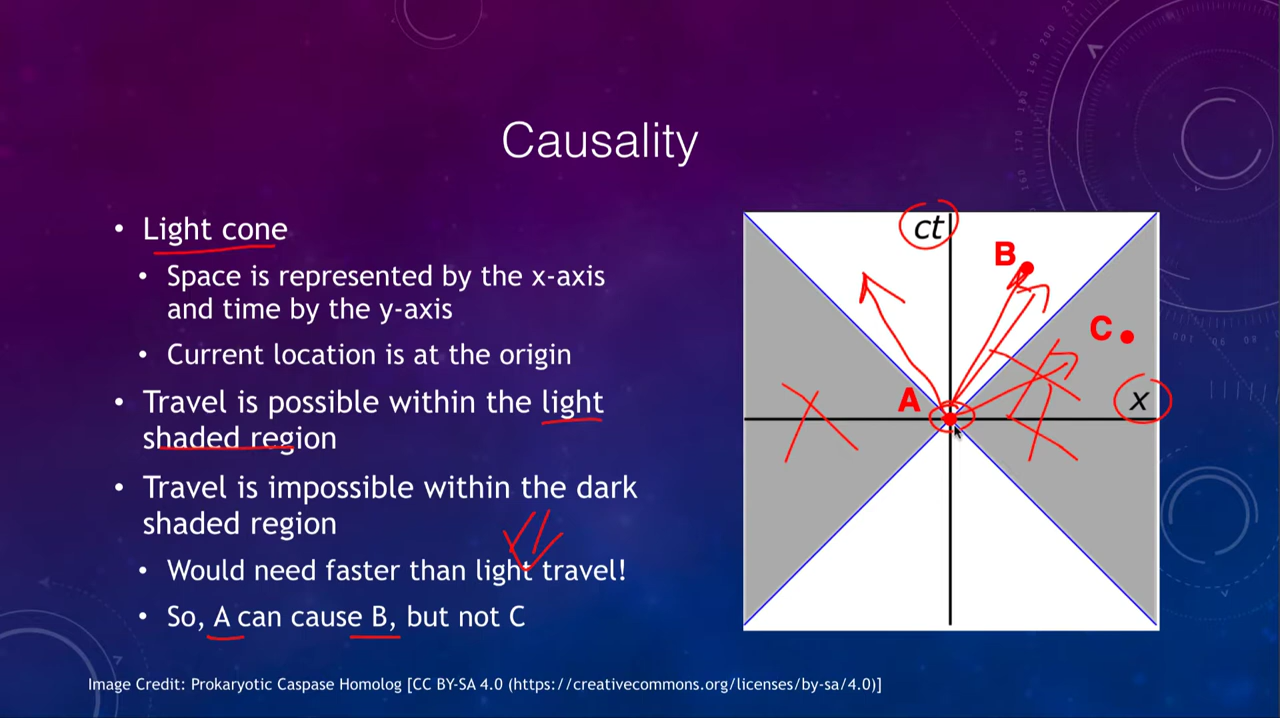 Causality
• Light cone
• Space is represented by the x-axis
and time by the y-axis
• Current location is at the origin
• Travel is possible within the light
shaded region
• Travel is impossible within the dark
shaded region
• Would need faster than light travel!
• So, A can cause B, but not C
ct
B
C
A
x
Image Credit: Prokaryotic Caspase Homolog [CC BY-SA 4.0 (https://creativecommons.org/licenses/by-sa/4.0)]